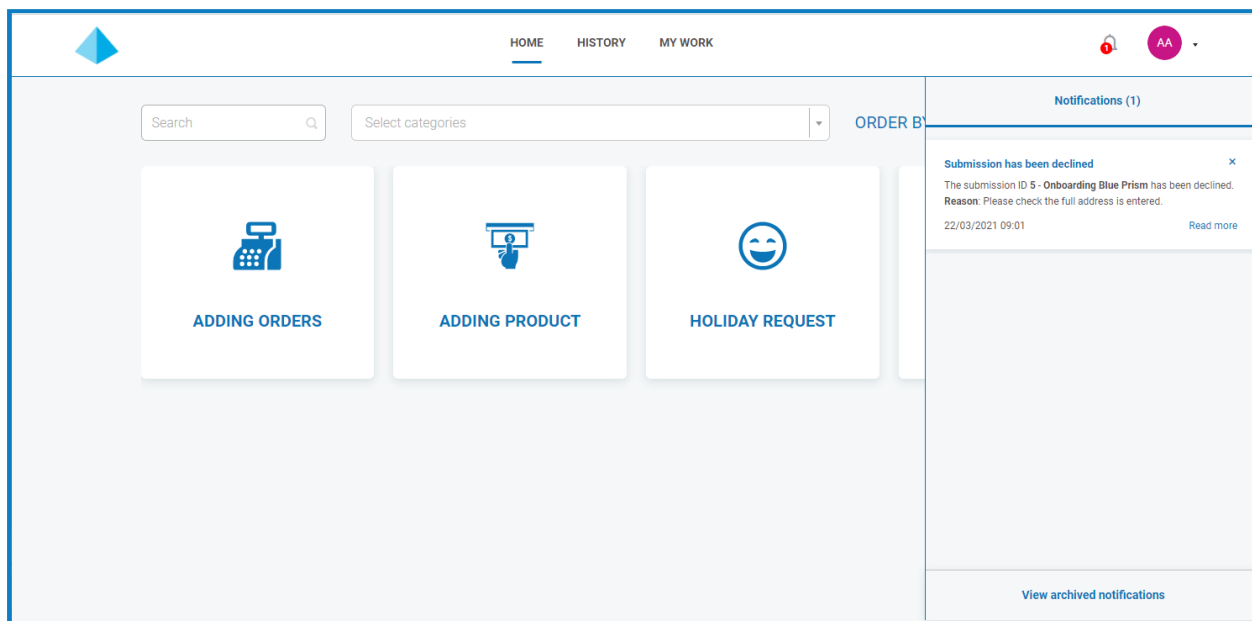 HOME HISTORY MY WORK
1
AA
Search
Select categories
ORDER BY
Notifications (1)
Submission has been declined
×
The submission ID 5 - Onboarding Blue Prism has been declined.
Reason: Please check the full address is entered.
22/03/2021 09:01 Read more
ADDING ORDERS
ADDING PRODUCT
HOLIDAY REQUEST
View archived notifications